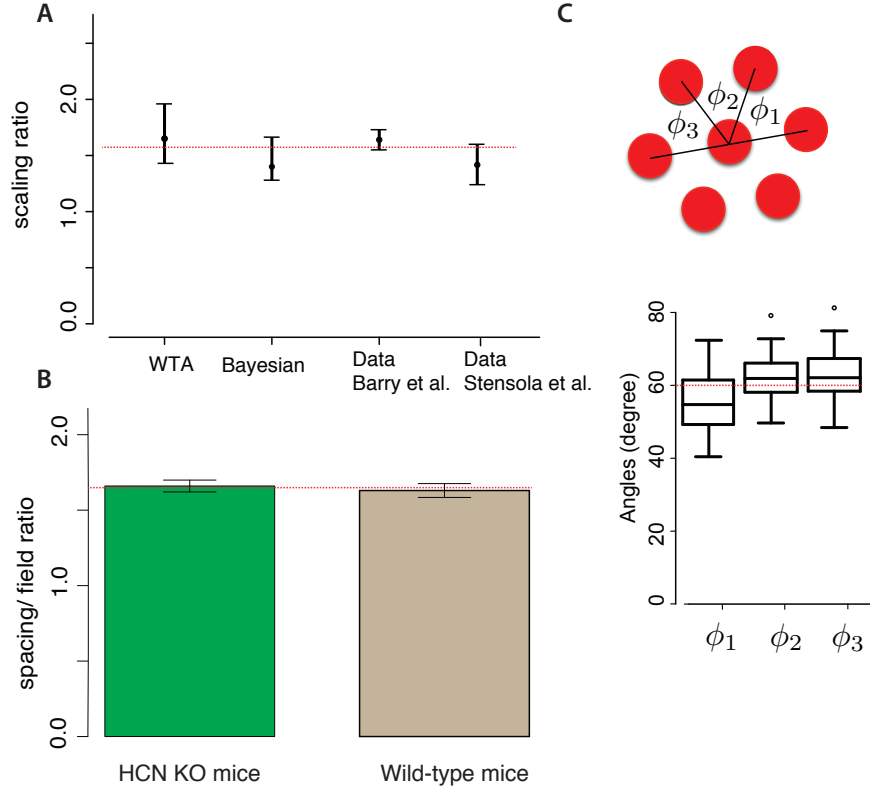 A
scaling ratio
2.0
1.0
0.0
WTA
Bayesian
Data
Barry et al.
Data
Stensola et al.
B
spacing/ field ratio
2.0
1.0
0.0
HCN KO mice
Wild-type mice
C
ϕ1
ϕ2
ϕ3
Angles (degree)
80
60
40
20
0
ϕ1
ϕ2
ϕ3